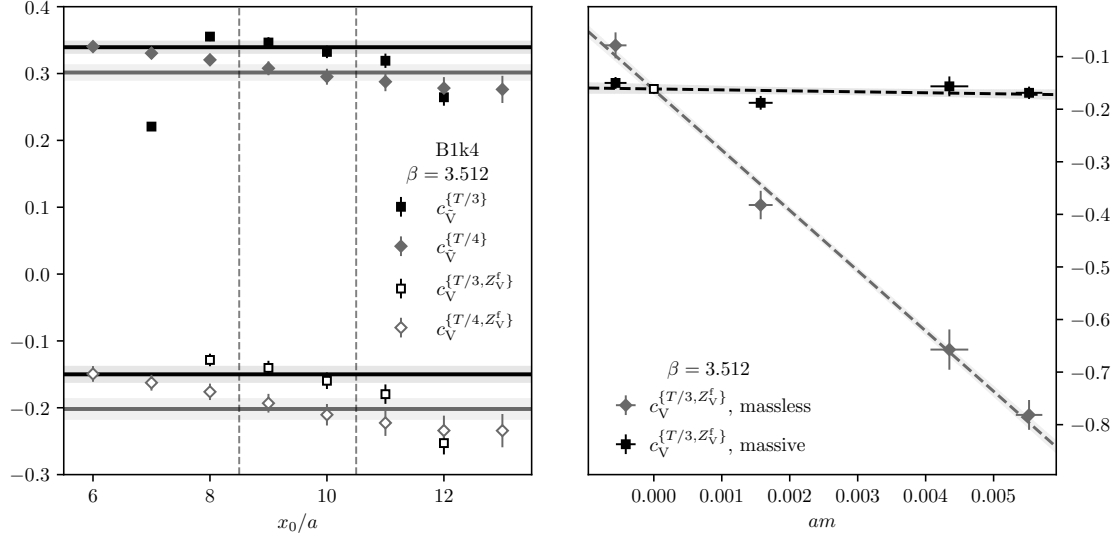 0.4
0.3
0.2
0.1
0.0
−0.1
−0.2
−0.3
6
8
10
12
x₀/a
B1k4
β = 3.512
c_Ṽ^{T/3}
c_Ṽ^{T/4}
c_V^{T/3,Z_V^f}
c_V^{T/4,Z_V^f}
−0.1
−0.2
−0.3
−0.4
−0.5
−0.6
−0.7
−0.8
0.000
0.001
0.002
0.003
0.004
0.005
am
β = 3.512
c_V^{T/3,Z_V^f}, massless
c_V^{T/3,Z_V^f}, massive